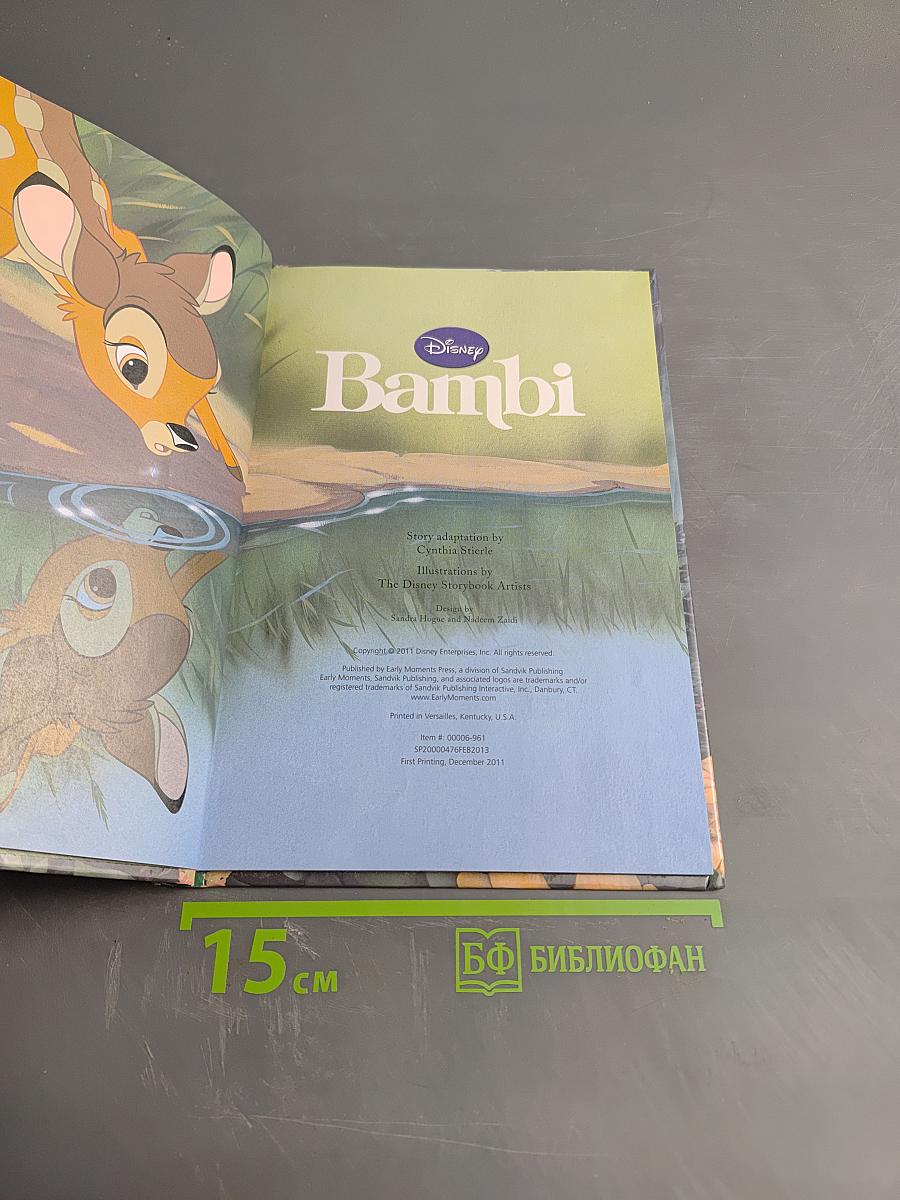 Disney
Bambi
Story adaptation by
Cynthia Stierle
Illustrations by
The Disney Storybook Artists
Design by
Sandra Hogue and Nadeem Zaidi
Copyright © 2011 Disney Enterprises, Inc. All rights reserved.
Published by Early Moments Press, a division of Sandvik Publishing
Early Moments, Sandvik Publishing, and associated logos are trademarks and/or
registered trademarks of Sandvik Publishing Interactive, Inc., Danbury, CT.
www.EarlyMoments.com
Printed in Versailles, Kentucky, U.S.A.
Item #: 00006-961
SP20000476FEB2013
First Printing, December 2011
15 см
БФ БИБЛИОФАН